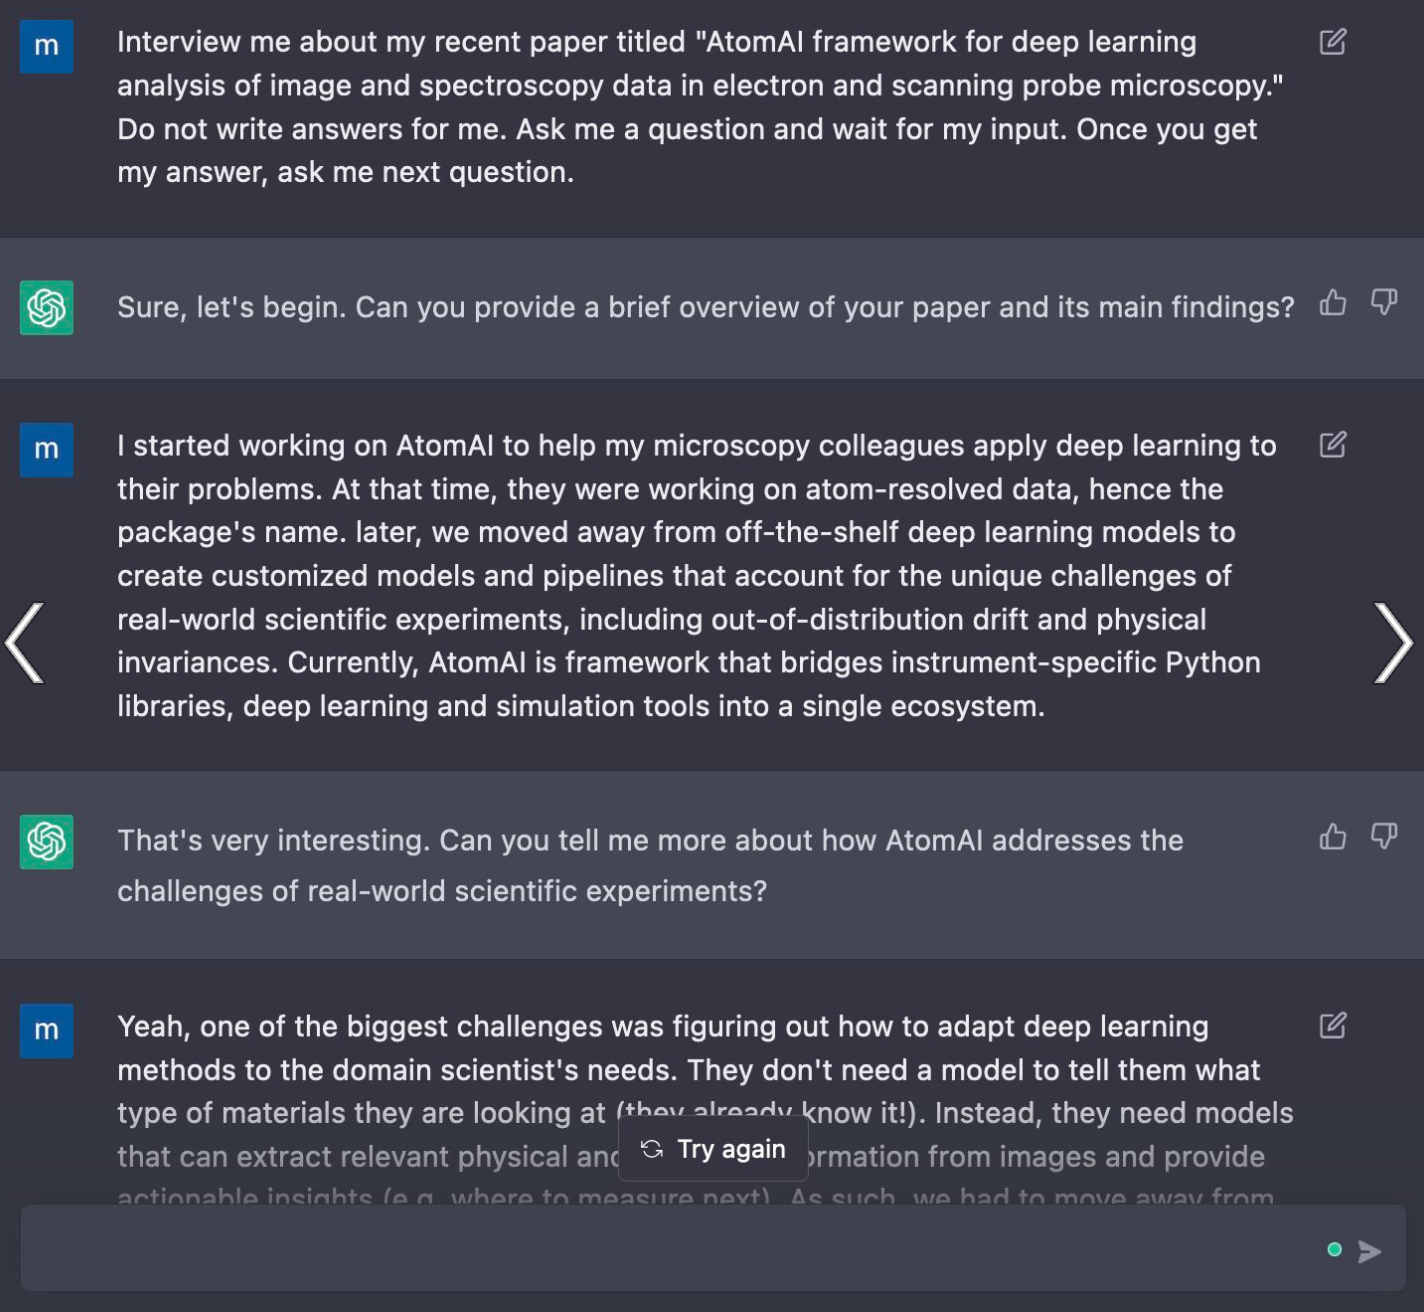 m
Interview me about my recent paper titled "AtomAI framework for deep learning
analysis of image and spectroscopy data in electron and scanning probe microscopy."
Do not write answers for me. Ask me a question and wait for my input. Once you get
my answer, ask me next question.
Sure, let's begin. Can you provide a brief overview of your paper and its main findings?
m
I started working on AtomAI to help my microscopy colleagues apply deep learning to
their problems. At that time, they were working on atom-resolved data, hence the
package's name. later, we moved away from off-the-shelf deep learning models to
create customized models and pipelines that account for the unique challenges of
real-world scientific experiments, including out-of-distribution drift and physical
invariances. Currently, AtomAI is framework that bridges instrument-specific Python
libraries, deep learning and simulation tools into a single ecosystem.
That's very interesting. Can you tell me more about how AtomAI addresses the
challenges of real-world scientific experiments?
m
Yeah, one of the biggest challenges was figuring out how to adapt deep learning
methods to the domain scientist's needs. They don't need a model to tell them what
type of materials they are looking at (they already know it!). Instead, they need models
that can extract relevant physical from images and provide
Try again
actionable insights (e.g. where to measure next). As such, we had to move away from